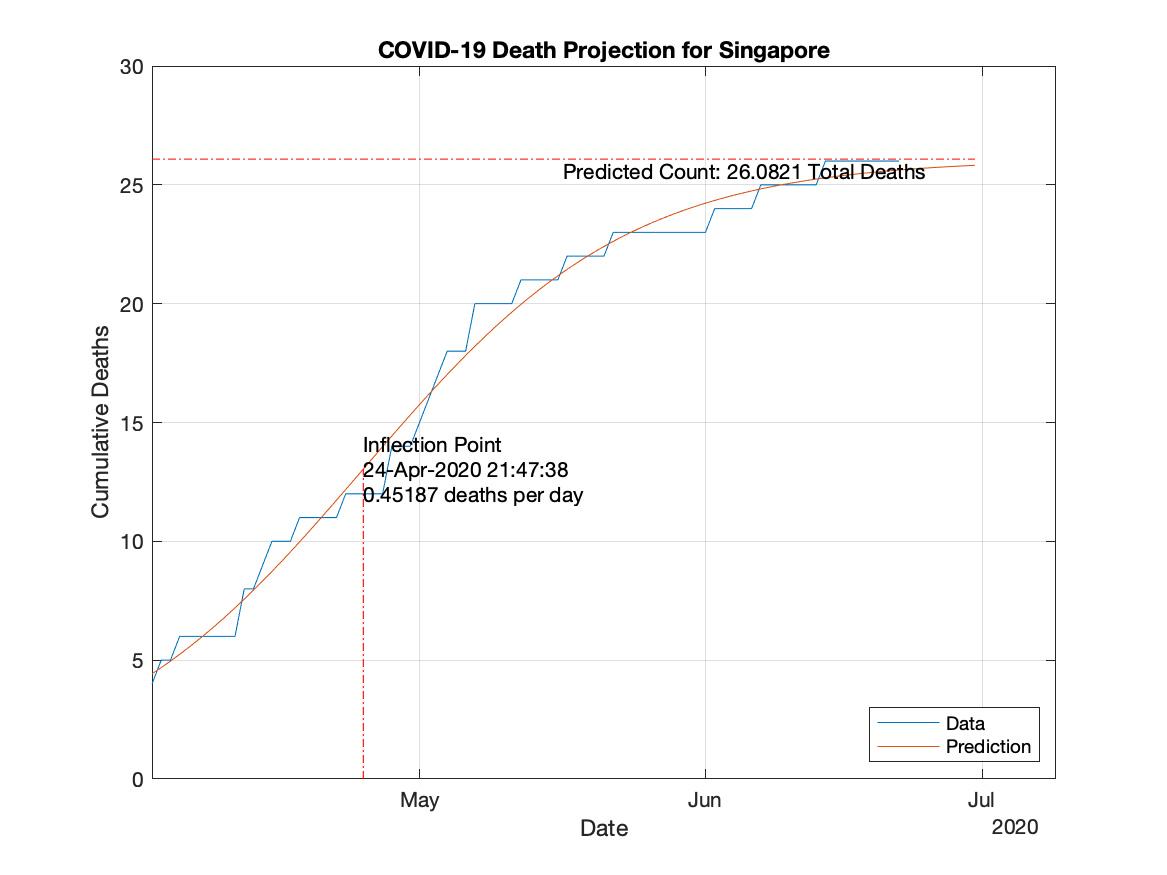 COVID-19 Death Projection for Singapore
30
25
20
15
10
5
0
Cumulative Deaths
Predicted Count: 26.0821 Total Deaths
Inflection Point
24-Apr-2020 21:47:38
0.45187 deaths per day
Data
Prediction
May Jun Jul
Date
2020